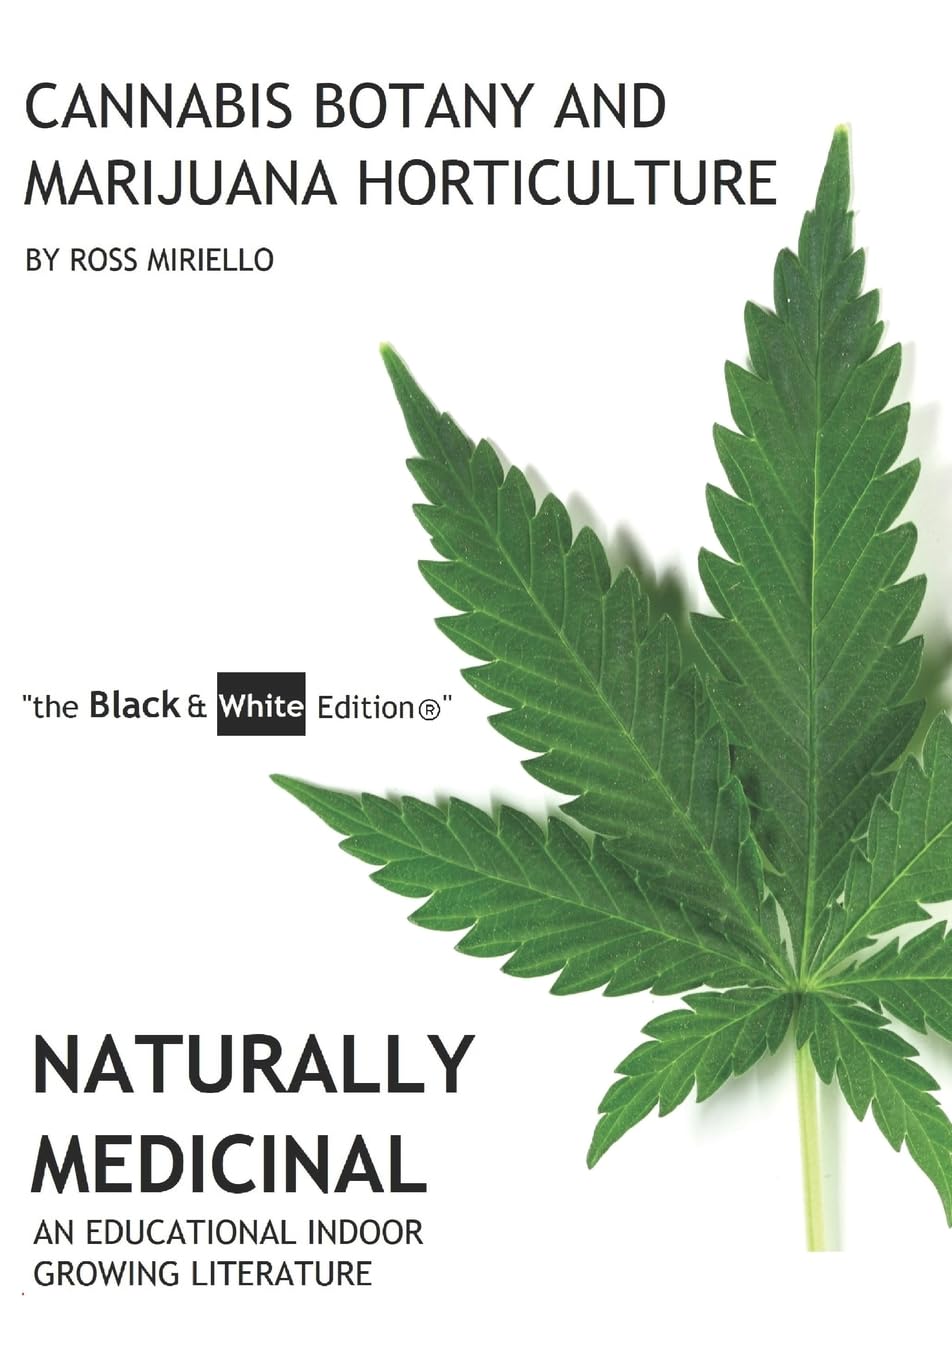 CANNABIS BOTANY AND
MARIJUANA HORTICULTURE
BY ROSS MIRIELLO
"the Black & White Edition®"
NATURALLY
MEDICINAL
AN EDUCATIONAL INDOOR
GROWING LITERATURE